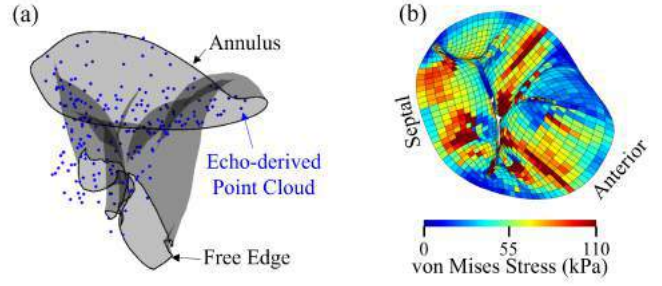 (a)
Annulus
Echo-derived
Point Cloud
Free Edge
(b)
Septal
Anterior
0
55
110
von Mises Stress (kPa)